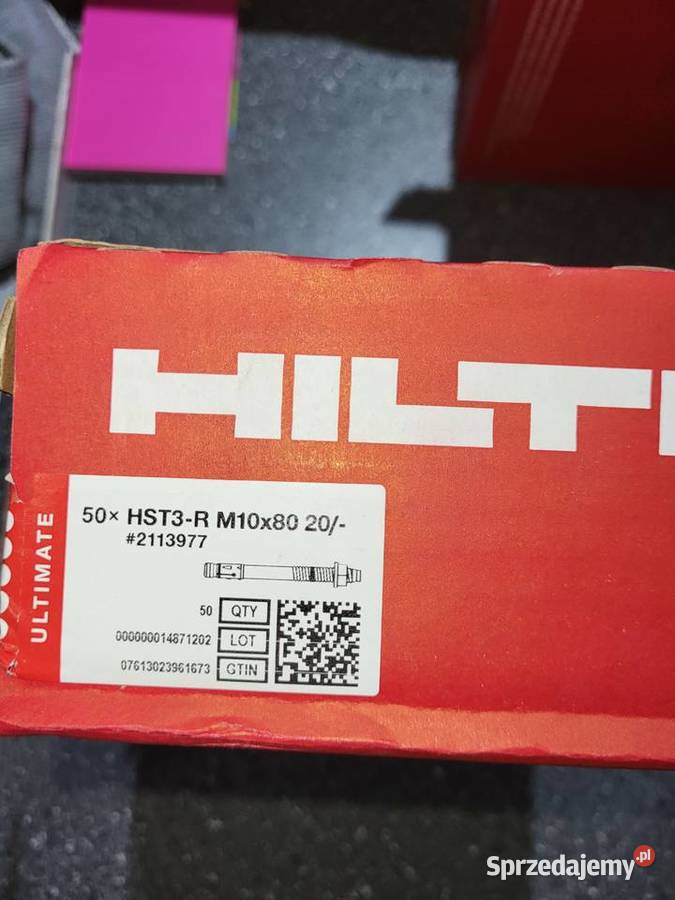 HILTI
ULTIMATE
50× HST3-R M10x80 20/-
#2113977
50 QTY
000000014871202 LOT
07613023961673 GTIN
Sprzedajemy.pl